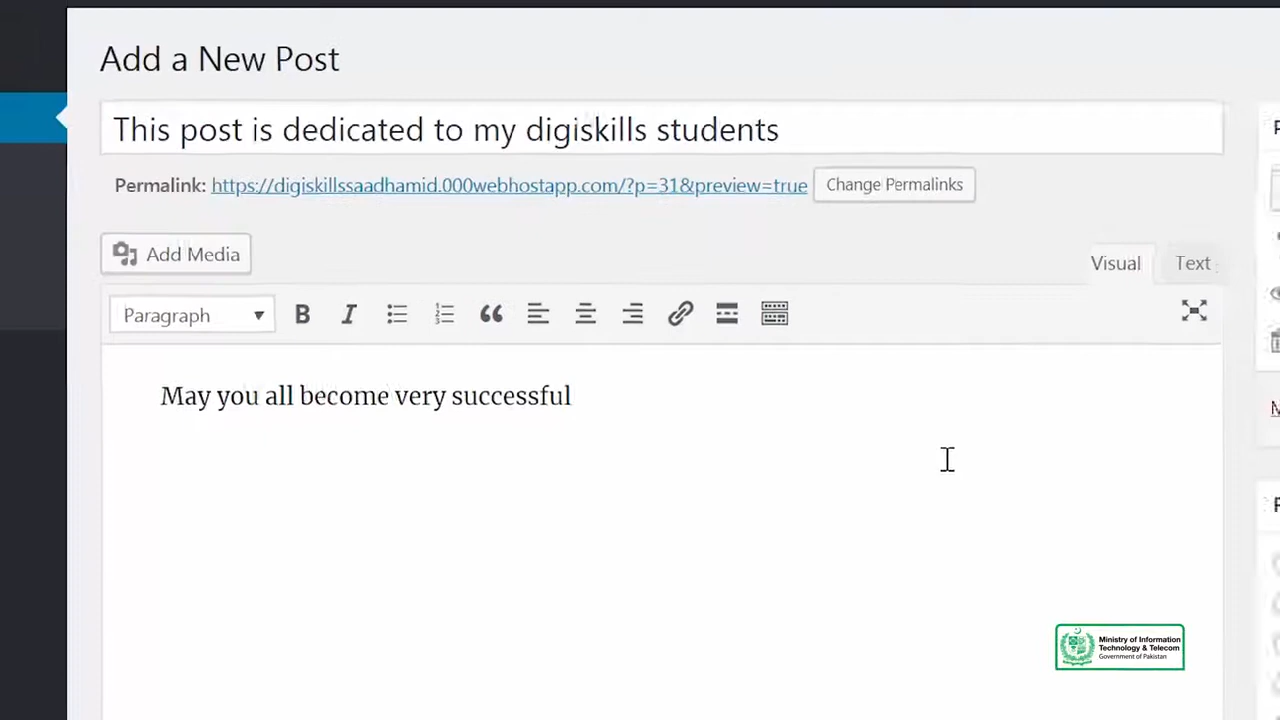 Add a New Post
This post is dedicated to my digiskills students
Permalink: https://digiskillssaadhamid.000webhostapp.com/?p=31&preview=true Change Permalinks
Add Media
Visual Text
Paragraph
May you all become very successful
Ministry of Information
Technology & Telecom
Government of Pakistan